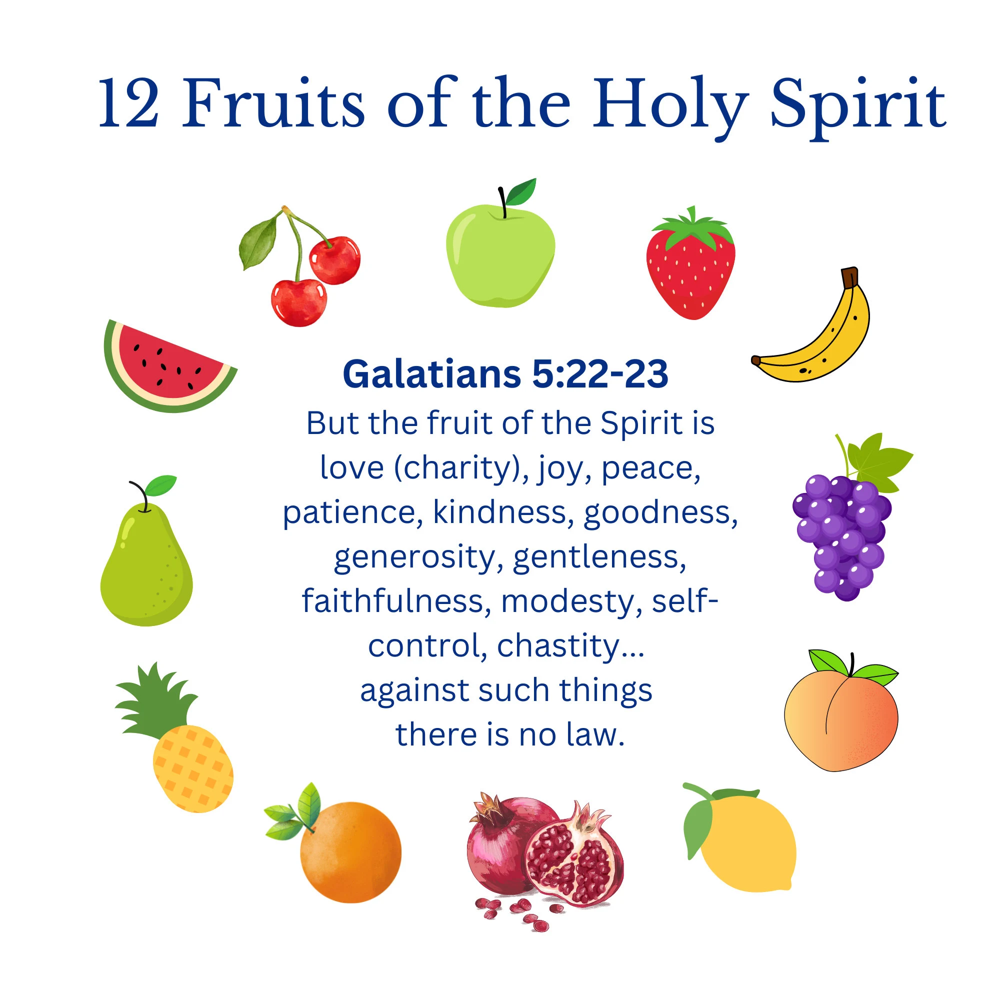 12 Fruits of the Holy Spirit
Galatians 5:22-23
But the fruit of the Spirit is
love (charity), joy, peace,
patience, kindness, goodness,
generosity, gentleness,
faithfulness, modesty, self-
control, chastity...
against such things
there is no law.